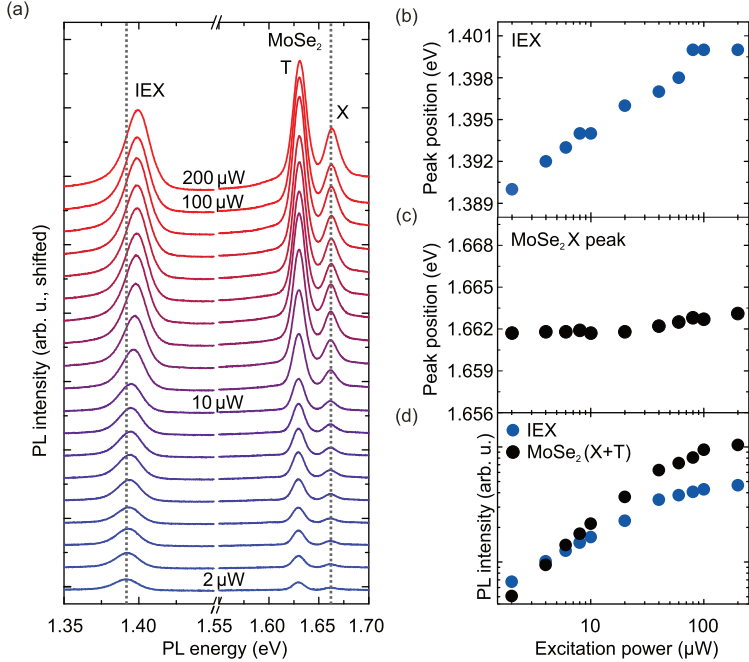 (a)
MoSe2
IEX
T
X
200 µW
100 µW
10 µW
2 µW
PL intensity (arb. u., shifted)
1.35
1.40
1.55
1.60
1.65
1.70
PL energy (eV)
(b)
IEX
Peak position (eV)
1.401
1.398
1.395
1.392
1.389
(c)
MoSe2 X peak
Peak position (eV)
1.668
1.665
1.662
1.659
1.656
(d)
IEX
MoSe2 (X+T)
PL intensity (arb. u.)
10
100
Excitation power (µW)